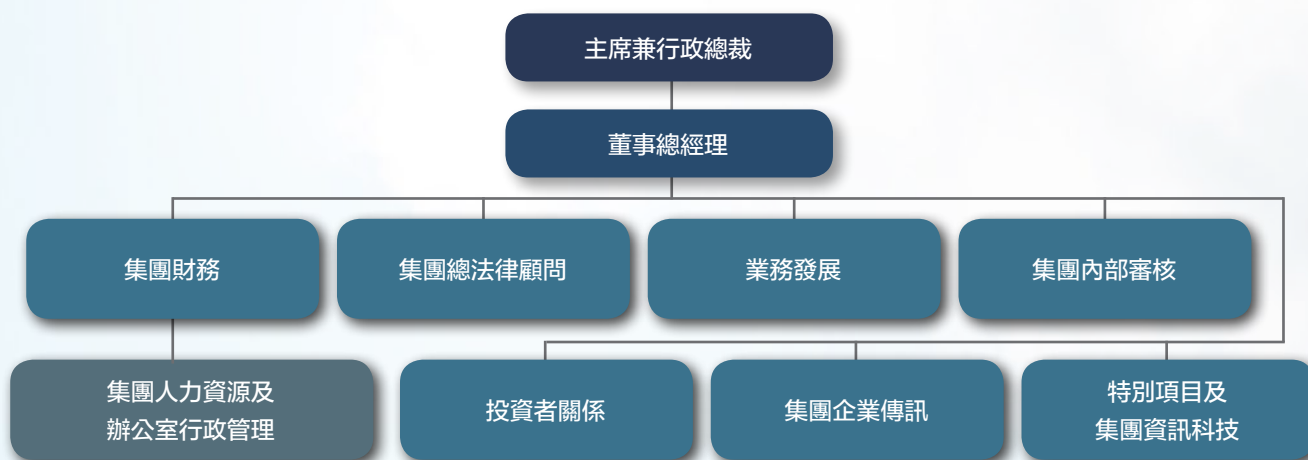 主席兼行政總裁
董事總經理
集團財務
集團總法律顧問
業務發展
集團內部審核
集團人力資源及
辦公室行政管理
投資者關係
集團企業傳訊
特別項目及
集團資訊科技